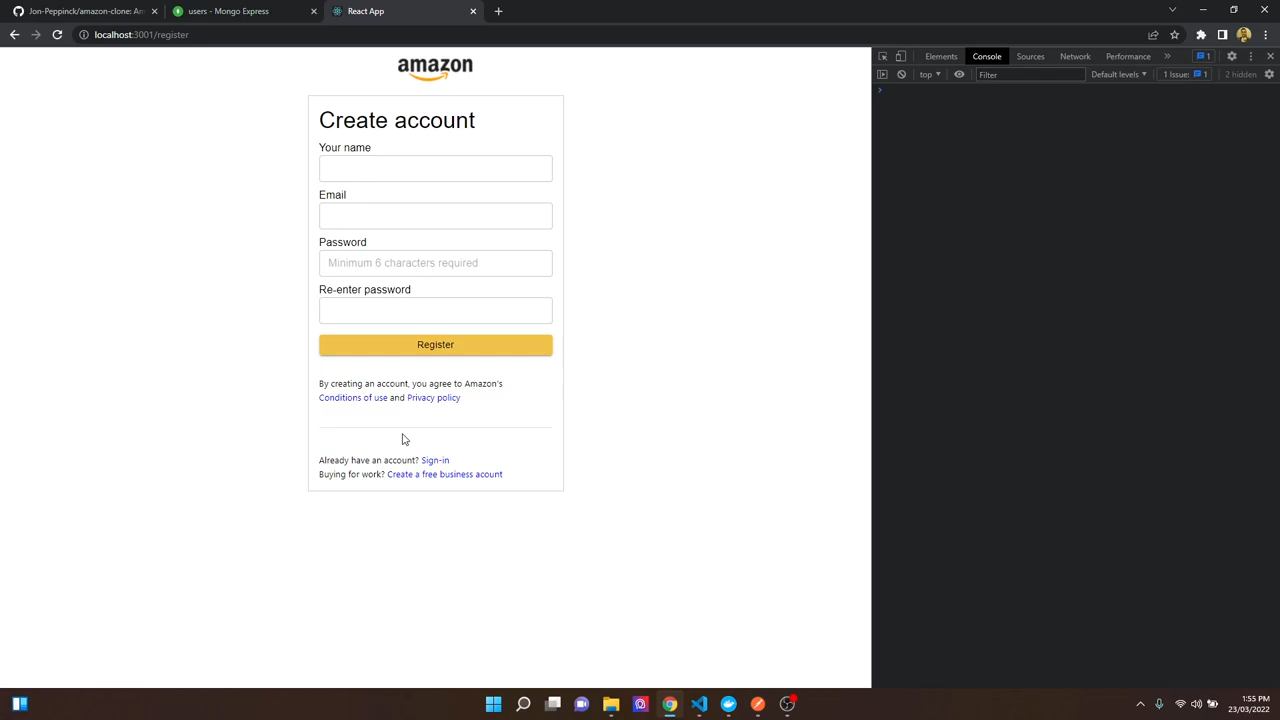 Jon-Peppinck/amazon-clone: Am
users - Mongo Express
React App
localhost:3001/register
Elements
Console
Sources
Network
Performance
1
top
Filter
Default levels
1 Issue:
1
2 hidden
amazon
Create account
Your name
Email
Password
Minimum 6 characters required
Re-enter password
Register
By creating an account, you agree to Amazon's
Conditions of use and Privacy policy
Already have an account? Sign-in
Buying for work? Create a free business acount
1:55 PM
23/03/2022